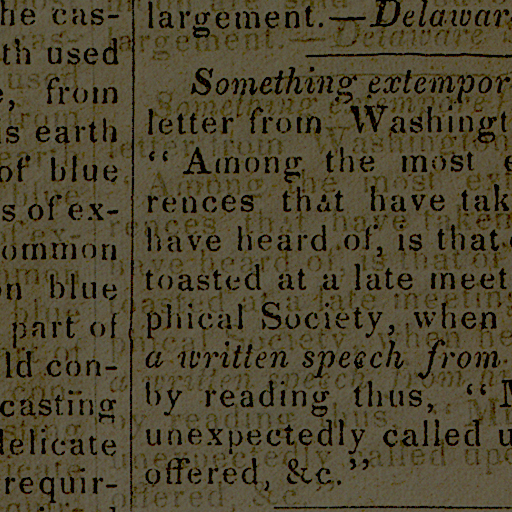 he cas-
th used
, from
s earth
of blue
s of ex-
ommon
n blue
part of
ld con-
casting
delicate
requir-
largement.—Delawar
Something extempor
letter from Washingt
“ Among the most e
rences that have tak
have heard of, is that
toasted at a late meet
phical Society, when
a written speech from
by reading thus, “ M
unexpectedly called u
offered, &c.”